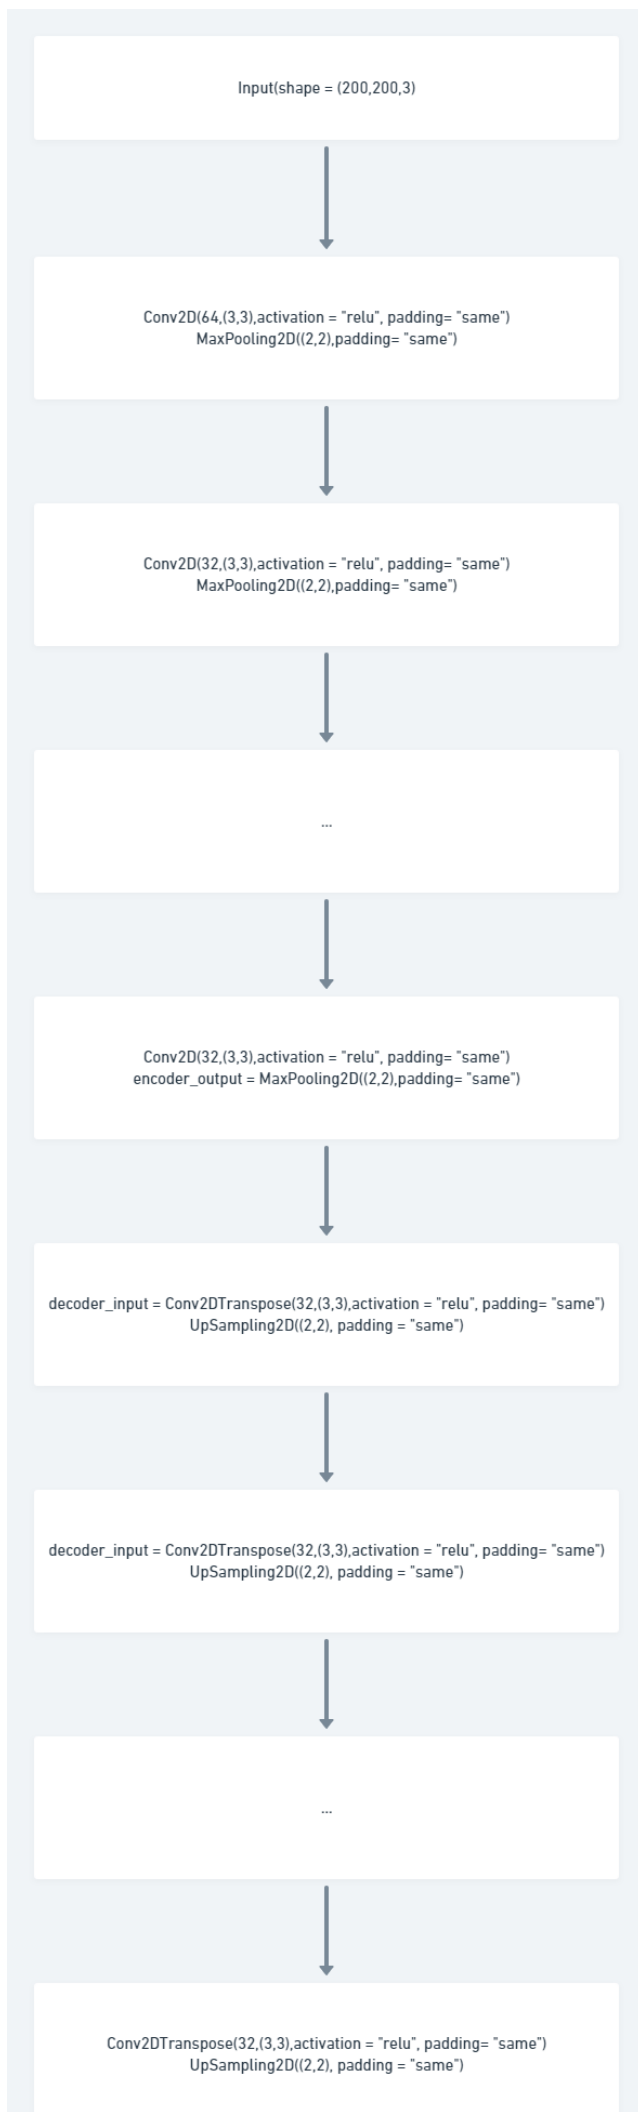 Input(shape = (200,200,3)
Conv2D(64,(3,3),activation = "relu", padding= "same")
MaxPooling2D((2,2),padding= "same")
Conv2D(32,(3,3),activation = "relu", padding= "same")
MaxPooling2D((2,2),padding= "same")
...
Conv2D(32,(3,3),activation = "relu", padding= "same")
encoder_output = MaxPooling2D((2,2),padding= "same")
decoder_input = Conv2DTranspose(32,(3,3),activation = "relu", padding= "same")
UpSampling2D((2,2), padding = "same")
decoder_input = Conv2DTranspose(32,(3,3),activation = "relu", padding= "same")
UpSampling2D((2,2), padding = "same")
...
Conv2DTranspose(32,(3,3),activation = "relu", padding= "same")
UpSampling2D((2,2), padding = "same")